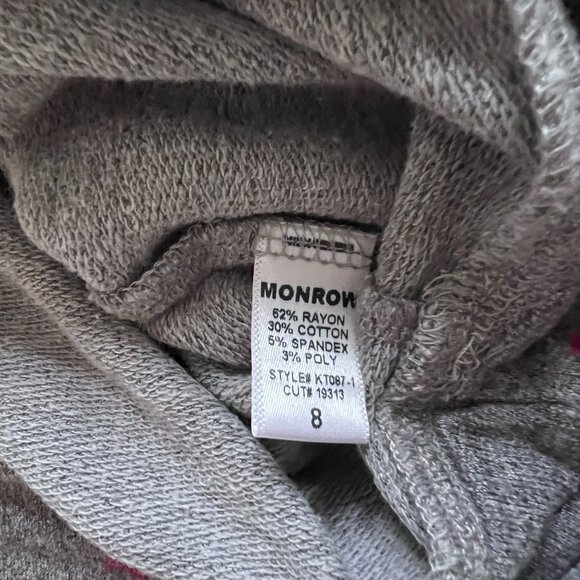 MONROW
62% RAYON
30% COTTON
5% SPANDEX
3% POLY
STYLE# KT087-1
CUT# 19313
8